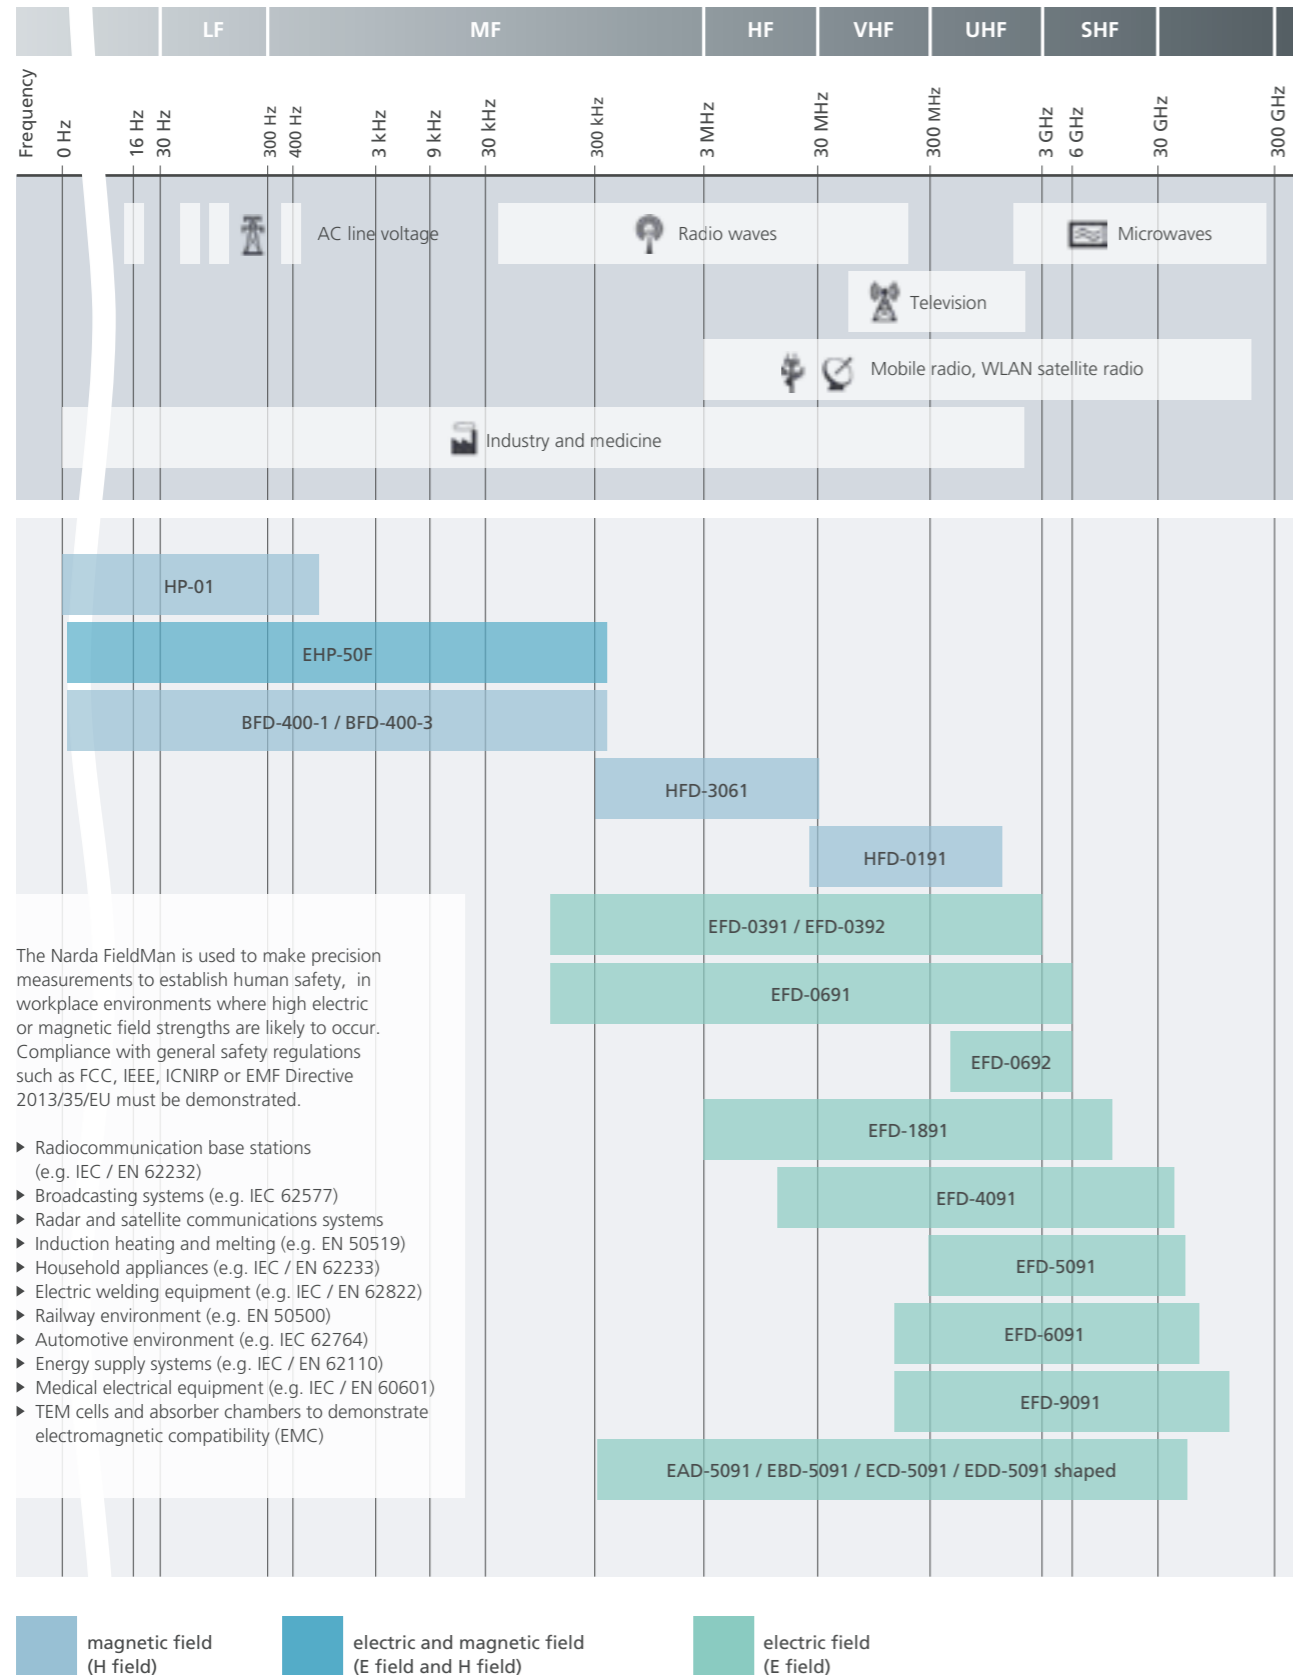 LF MF HF VHF UHF SHF
Frequency
0 Hz
16 Hz
30 Hz
300 Hz
400 Hz
3 kHz
9 kHz
30 kHz
300 kHz
3 MHz
30 MHz
300 MHz
3 GHz
6 GHz
30 GHz
300 GHz
AC line voltage
Radio waves
Microwaves
Television
Mobile radio, WLAN satellite radio
Industry and medicine
HP-01
EHP-50F
BFD-400-1 / BFD-400-3
HFD-3061
HFD-0191
EFD-0391 / EFD-0392
EFD-0691
EFD-0692
EFD-1891
EFD-4091
EFD-5091
EFD-6091
EFD-9091
EAD-5091 / EBD-5091 / ECD-5091 / EDD-5091 shaped
The Narda FieldMan is used to make precision
measurements to establish human safety, in
workplace environments where high electric
or magnetic field strengths are likely to occur.
Compliance with general safety regulations
such as FCC, IEEE, ICNIRP or EMF Directive
2013/35/EU must be demonstrated.
Radiocommunication base stations
(e.g. IEC / EN 62232)
Broadcasting systems (e.g. IEC 62577)
Radar and satellite communications systems
Induction heating and melting (e.g. EN 50519)
Household appliances (e.g. IEC / EN 62233)
Electric welding equipment (e.g. IEC / EN 62822)
Railway environment (e.g. EN 50500)
Automotive environment (e.g. IEC 62764)
Energy supply systems (e.g. IEC / EN 62110)
Medical electrical equipment (e.g. IEC / EN 60601)
TEM cells and absorber chambers to demonstrate
electromagnetic compatibility (EMC)
magnetic field
(H field)
electric and magnetic field
(E field and H field)
electric field
(E field)